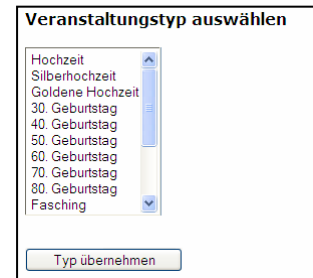 Veranstaltungstyp auswählen
Hochzeit
Silberhochzeit
Goldene Hochzeit
30. Geburtstag
40. Geburtstag
50. Geburtstag
60. Geburtstag
70. Geburtstag
80. Geburtstag
Fasching
Typ übernehmen